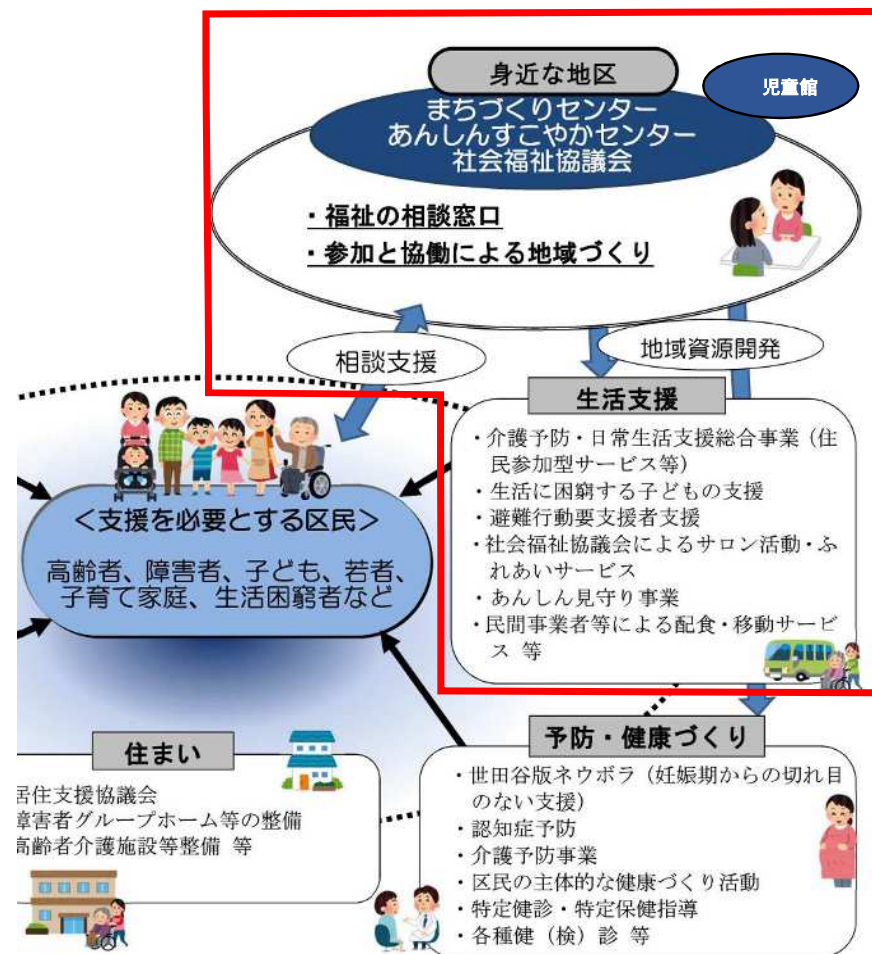 身近な地区
児童館
まちづくりセンター
あんしんすこやかセンター
社会福祉協議会
・福祉の相談窓口
・参加と協働による地域づくり
相談支援
地域資源開発
生活支援
・介護予防・日常生活支援総合事業（住
民参加型サービス等）
・生活に困窮する子どもの支援
・避難行動要支援者支援
・社会福祉協議会によるサロン活動・ふ
れあいサービス
・あんしん見守り事業
・民間事業者等による配食・移動サービ
ス 等
＜支援を必要とする区民＞
高齢者、障害者、子ども、若者、
子育て家庭、生活困窮者など
住まい
居住支援協議会
障害者グループホーム等の整備
高齢者介護施設等整備 等
予防・健康づくり
・世田谷版ネウボラ（妊娠期からの切れ目
のない支援）
・認知症予防
・介護予防事業
・区民の主体的な健康づくり活動
・特定健診・特定保健指導
・各種健（検）診 等